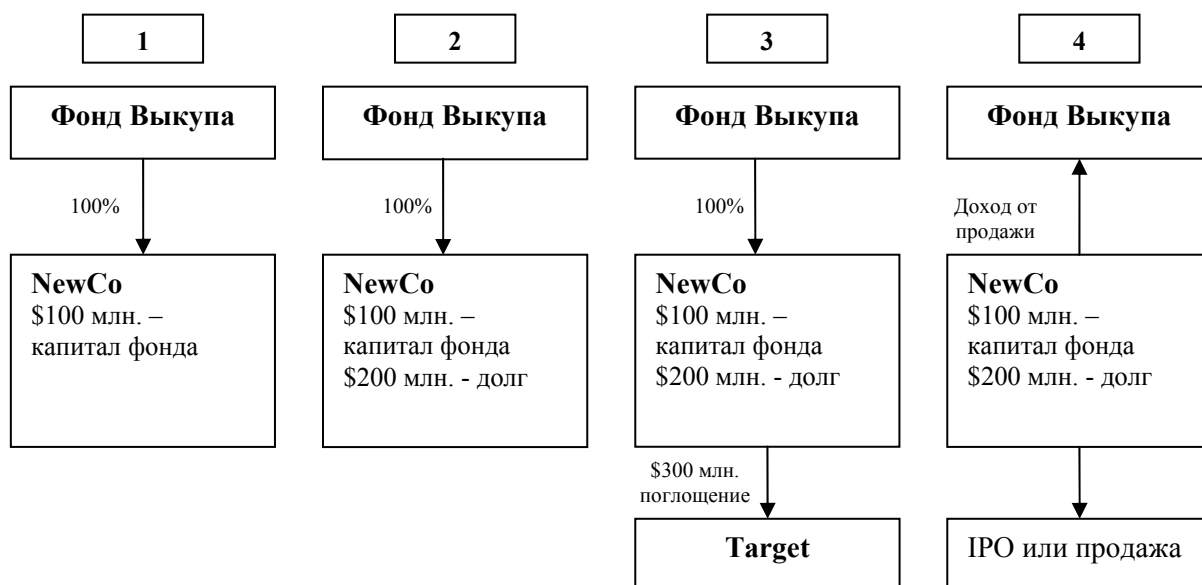 1
Фонд Выкупа
100%
NewCo
$100 млн. –
капитал фонда
2
Фонд Выкупа
100%
NewCo
$100 млн. –
капитал фонда
$200 млн. - долг
3
Фонд Выкупа
100%
NewCo
$100 млн. –
капитал фонда
$200 млн. - долг
$300 млн.
поглощение
Target
4
Фонд Выкупа
Доход от
продажи
NewCo
$100 млн. –
капитал фонда
$200 млн. - долг
IPO или продажа